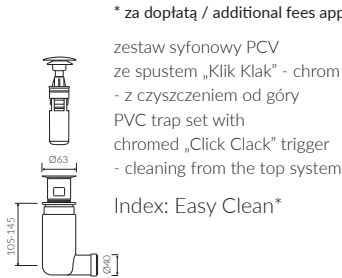 * za dopłatą / additional fees app
zestaw syfonowy PCV
ze spustem „Klik Klak” - chrom
- z czyszczeniem od góry
PVC trap set with
chromed „Click Clack” trigger
- cleaning from the top system
Ø63
Index: Easy Clean*
105-145
Ø40